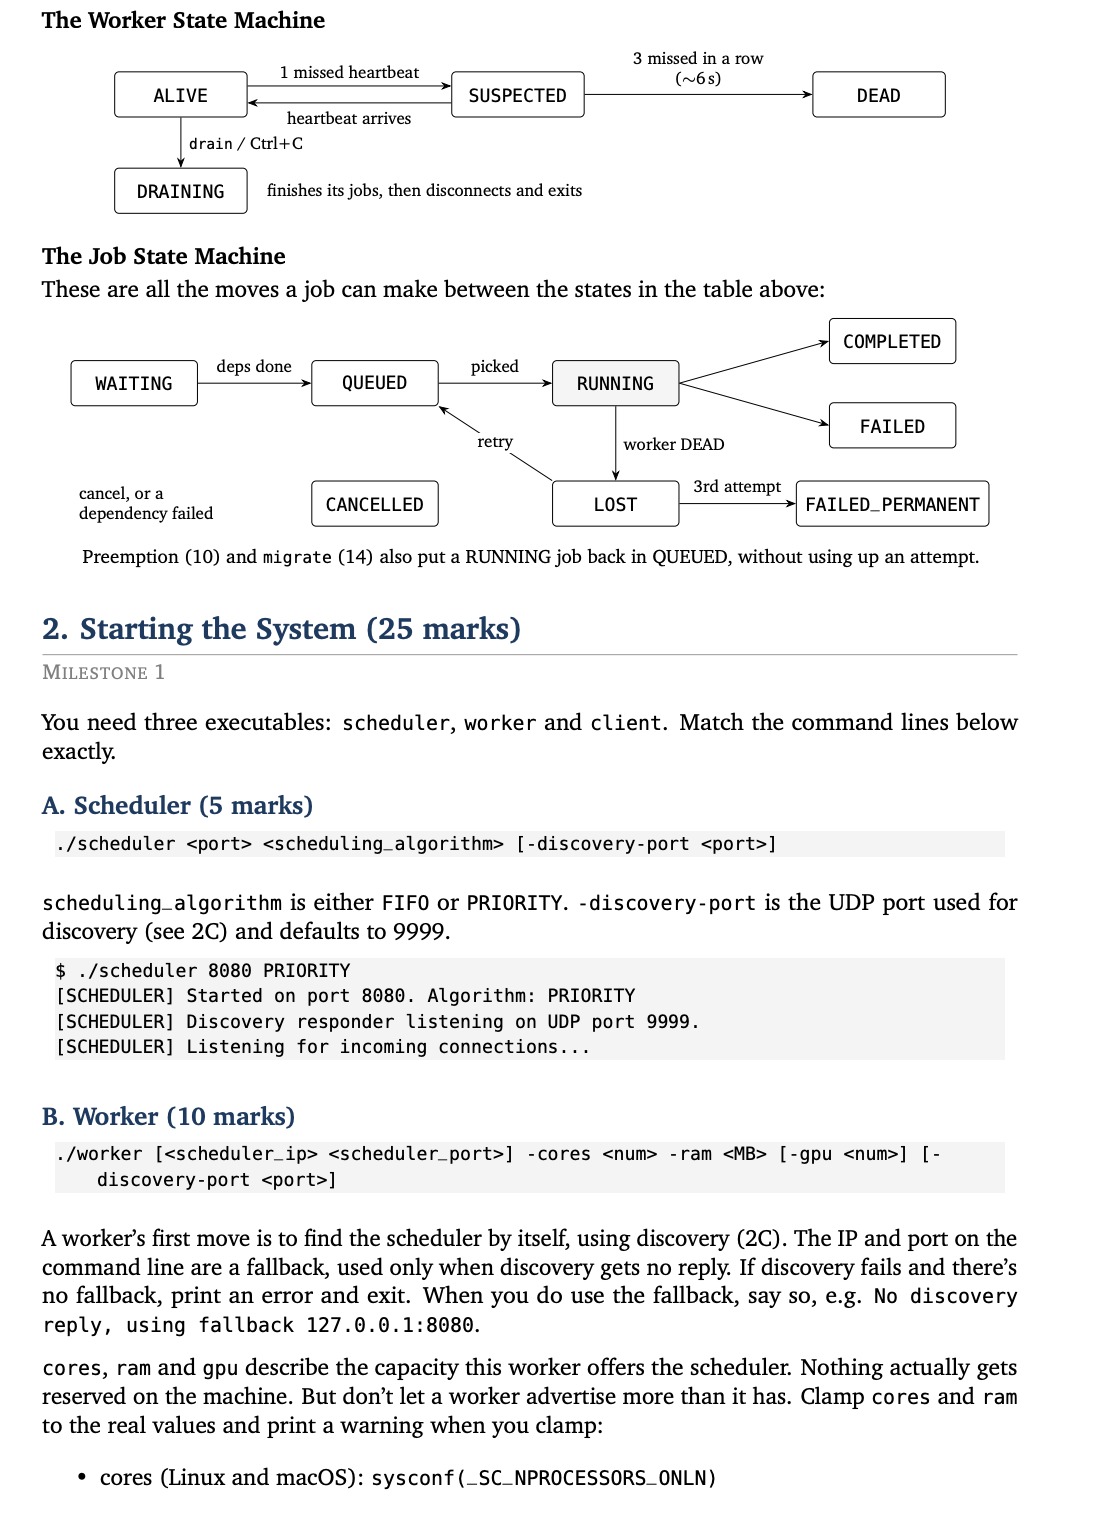 The Worker State Machine
3 missed in a row
1 missed heartbeat
(~6 s)
ALIVE
SUSPECTED
DEAD
heartbeat arrives
drain / Ctrl+C
DRAINING
finishes its jobs, then disconnects and exits
The Job State Machine
These are all the moves a job can make between the states in the table above:
COMPLETED
deps done
picked
WAITING
QUEUED
RUNNING
FAILED
retry
worker DEAD
3rd attempt
cancel, or a
dependency failed
CANCELLED
LOST
FAILED_PERMANENT
Preemption (10) and migrate (14) also put a RUNNING job back in QUEUED, without using up an attempt.
2. Starting the System (25 marks)
MILESTONE 1
You need three executables: scheduler, worker and client. Match the command lines below
exactly.
A. Scheduler (5 marks)
./scheduler <port> <scheduling_algorithm> [-discovery-port <port>]
scheduling_algorithm is either FIFO or PRIORITY. -discovery-port is the UDP port used for
discovery (see 2C) and defaults to 9999.
$ ./scheduler 8080 PRIORITY
[SCHEDULER] Started on port 8080. Algorithm: PRIORITY
[SCHEDULER] Discovery responder listening on UDP port 9999.
[SCHEDULER] Listening for incoming connections...
B. Worker (10 marks)
./worker [<scheduler_ip> <scheduler_port>] -cores <num> -ram <MB> [-gpu <num>] [-
discovery-port <port>]
A worker's first move is to find the scheduler by itself, using discovery (2C). The IP and port on the
command line are a fallback, used only when discovery gets no reply. If discovery fails and there's
no fallback, print an error and exit. When you do use the fallback, say so, e.g. No discovery
reply, using fallback 127.0.0.1:8080.
cores, ram and gpu describe the capacity this worker offers the scheduler. Nothing actually gets
reserved on the machine. But don't let a worker advertise more than it has. Clamp cores and ram
to the real values and print a warning when you clamp:
• cores (Linux and macOS): sysconf(_SC_NPROCESSORS_ONLN)